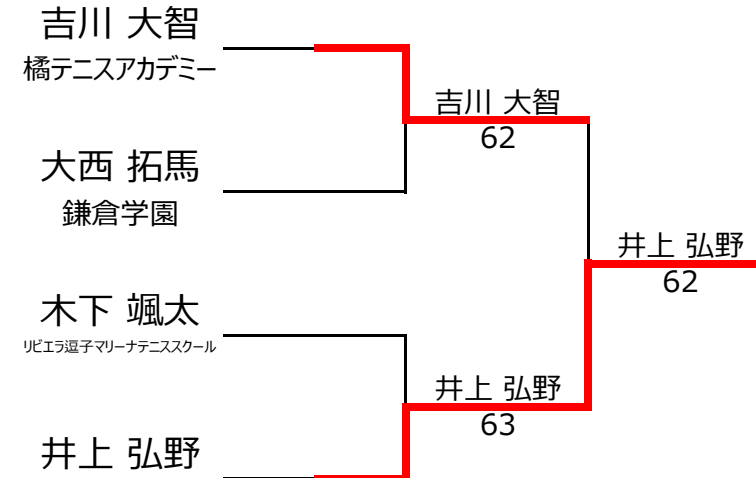 吉川 大智
橘テニスアカデミー
吉川 大智
62
大西 拓馬
鎌倉学園
井上 弘野
62
木下 颯太
リビエラ逗子マリーナテニススクール
井上 弘野
63
井上 弘野